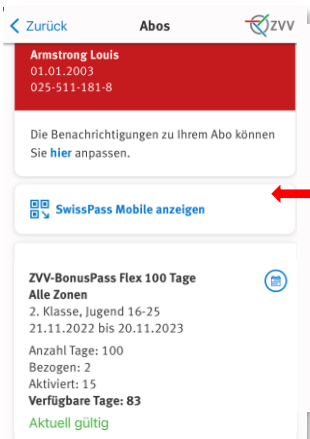 Zurück Abos ZVV
Armstrong Louis
01.01.2003
025-511-181-8
Die Benachrichtigungen zu Ihrem Abo können
Sie hier anpassen.
SwissPass Mobile anzeigen
ZVV-BonusPass Flex 100 Tage
Alle Zonen
2. Klasse, Jugend 16-25
21.11.2022 bis 20.11.2023
Anzahl Tage: 100
Bezogen: 2
Aktiviert: 15
Verfügbare Tage: 83
Aktuell gültig